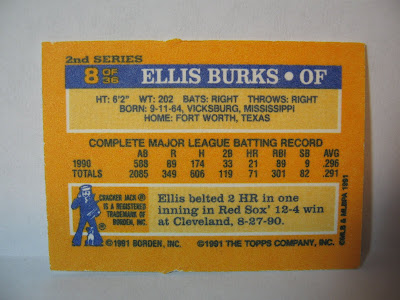 2nd SERIES
8 OF 36 ELLIS BURKS • OF
HT: 6'2" WT: 202 BATS: RIGHT THROWS: RIGHT
BORN: 9-11-64, VICKSBURG, MISSISSIPPI
HOME: FORT WORTH, TEXAS
COMPLETE MAJOR LEAGUE BATTING RECORD
AB R H 2B HR RBI SB AVG
1990 588 89 174 33 21 89 9 .296
TOTALS 2085 349 606 119 71 301 82 .291
CRACKER JACK®
IS A REGISTERED
TRADEMARK OF
BORDEN, INC.
Ellis belted 2 HR in one
inning in Red Sox' 12-4 win
at Cleveland, 8-27-90.
©MLB & MLBPA 1991
©1991 BORDEN, INC. ©1991 THE TOPPS COMPANY, INC.